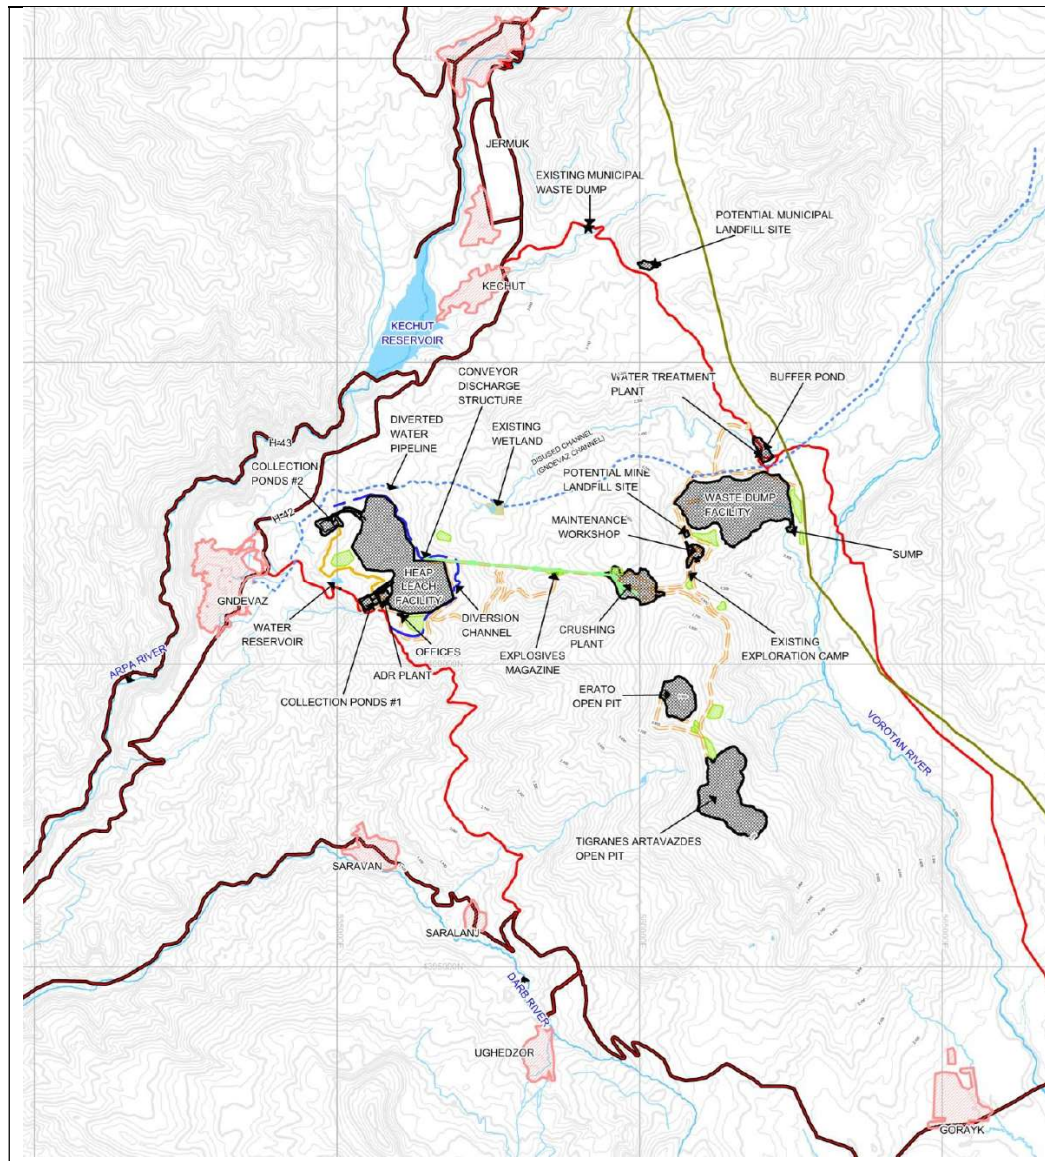 JERMUK
EXISTING MUNICIPAL
WASTE DUMP
POTENTIAL MUNICIPAL
LANDFILL SITE
KECHUT
KECHUT
RESERVOIR
CONVEYOR
DISCHARGE
STRUCTURE
WATER TREATMENT
PLANT
BUFFER POND
DIVERTED
WATER
PIPELINE
EXISTING
WETLAND
DISUSED CHANNEL
(GNDEVAZ CHANNEL)
H-43
COLLECTION
PONDS #2
H-42
POTENTIAL MINE
LANDFILL SITE
WASTE DUMP
FACILITY
MAINTENANCE
WORKSHOP
SUMP
HEAP
LEACH
FACILITY
GNDEVAZ
WATER
RESERVOIR
DIVERSION
CHANNEL
OFFICES
CRUSHING
PLANT
EXPLOSIVES
MAGAZINE
EXISTING
EXPLORATION CAMP
ARPA RIVER
ADR PLANT
COLLECTION PONDS #1
ERATO
OPEN PIT
VOROTAN RIVER
TIGRANES ARTAVAZDES
OPEN PIT
SARAVAN
SARALANJ
DARB RIVER
UGHEDZOR
GORAYK